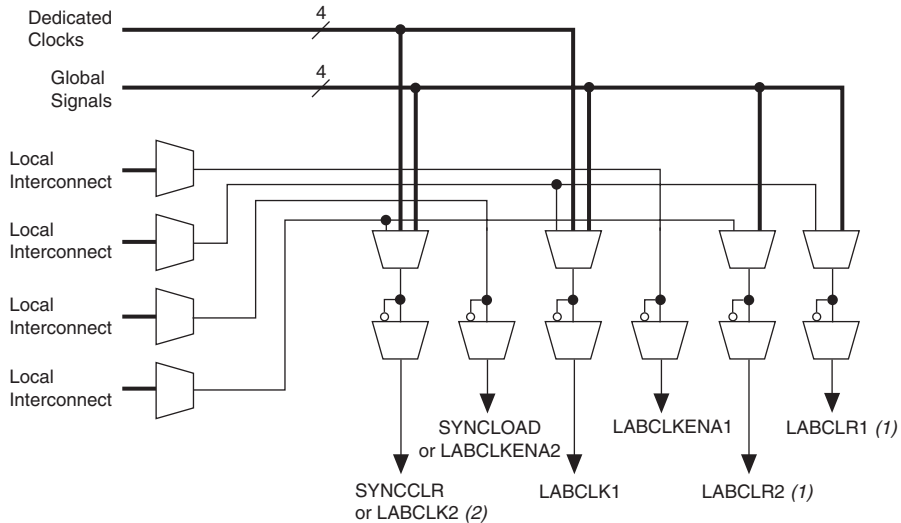 Dedicated
Clocks
4
Global
Signals
4
Local
Interconnect
Local
Interconnect
Local
Interconnect
Local
Interconnect
SYNCLOAD
or LABCLKENA2
LABCLKENA1
LABCLR1 (1)
SYNCCLR
or LABCLK2 (2)
LABCLK1
LABCLR2 (1)